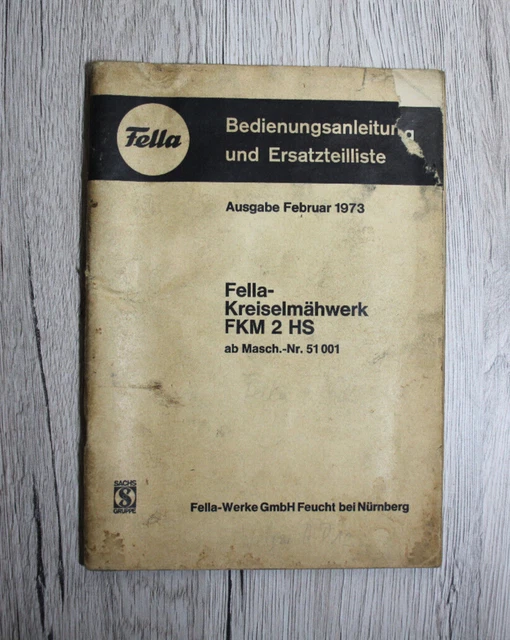 Fella
Bedienungsanleitung
und Ersatzteilliste
Ausgabe Februar 1973
Fella-
Kreiselmähwerk
FKM 2 HS
ab Masch.-Nr. 51 001
SACHS
S
GRUPPE
Fella-Werke GmbH Feucht bei Nürnberg